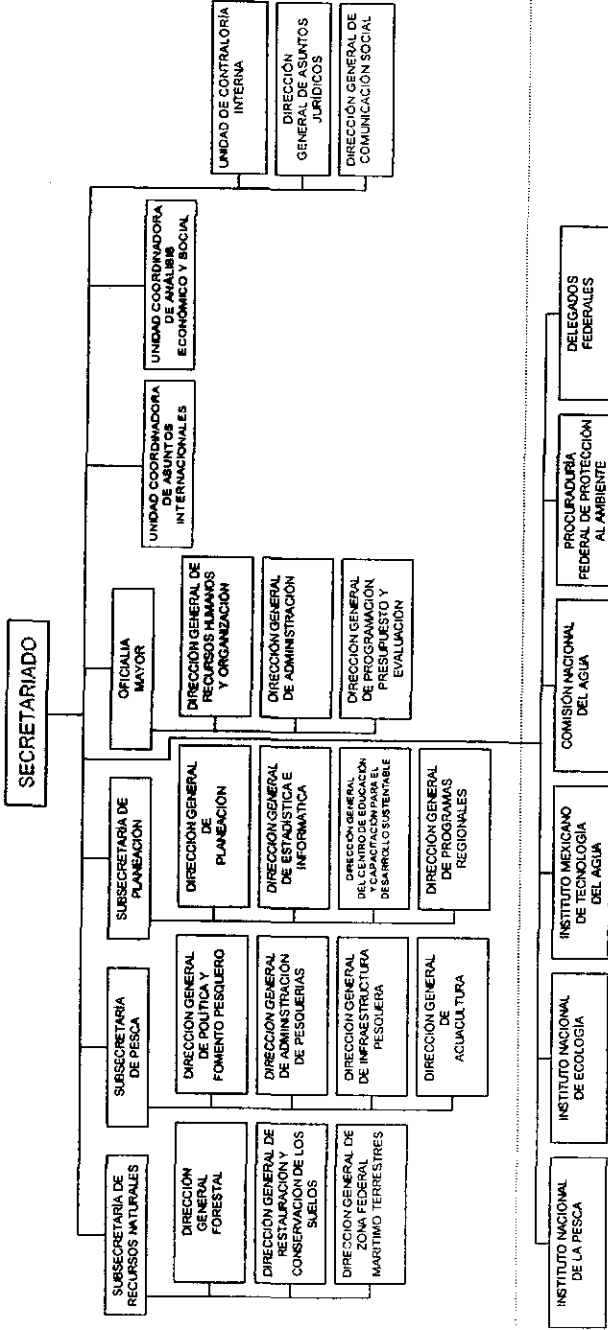 SECRETARIADO
SUBSECRETARÍA DE
RECURSOS NATURALES
DIRECCIÓN
GENERAL
FORESTAL
DIRECCIÓN GENERAL DE
RESTAURACIÓN Y
CONSERVACIÓN DE LOS
SUELOS
DIRECCIÓN GENERAL DE
ZONA FEDERAL
MARÍTIMO TERRESTRES
SUBSECRETARIA
DE PESCA
DIRECCIÓN GENERAL
DE POLÍTICA Y
FOMENTO PESQUERO
DIRECCIÓN GENERAL
DE ADMINISTRACIÓN
DE PESQUERIAS
DIRECCIÓN GENERAL
DE INFRAESTRUCTURA
PESQUERA
DIRECCIÓN GENERAL
DE
ACUACULTURA
SUBSECRETARÍA DE
PLANEACIÓN
DIRECCIÓN GENERAL
DE
PLANEACIÓN
DIRECCIÓN GENERAL
DE ESTADÍSTICA E
INFORMÁTICA
DIRECCIÓN GENERAL
DEL CENTRO DE EDUCACIÓN
Y CAPACITACIÓN PARA EL
DESARROLLO SUSTENTABLE
DIRECCIÓN GENERAL
DE PROGRAMAS
REGIONALES
OFICIALIA
MAYOR
DIRECCIÓN GENERAL DE
RECURSOS HUMANOS
Y ORGANIZACIÓN
DIRECCIÓN GENERAL
DE ADMINISTRACIÓN
DIRECCIÓN GENERAL
DE PROGRAMACIÓN,
PRESUPUESTO Y
EVALUACIÓN
UNIDAD COORDINADORA
DE ASUNTOS
INTERNACIONALES
UNIDAD COORDINADORA
DE ANÁLISIS
ECONÓMICO Y SOCIAL
UNIDAD DE CONTRALORÍA
INTERNA
DIRECCIÓN
GENERAL DE ASUNTOS
JURÍDICOS
DIRECCIÓN GENERAL DE
COMUNICACIÓN SOCIAL
INSTITUTO NACIONAL
DE LA PESCA
INSTITUTO NACIONAL
DE ECOLOGÍA
INSTITUTO MEXICANO
DE TECNOLOGÍA
DEL AGUA
COMISIÓN NACIONAL
DEL AGUA
PROCURADURÍA
FEDERAL DE PROTECCIÓN
AL AMBIENTE
DELEGADOS
FEDERALES